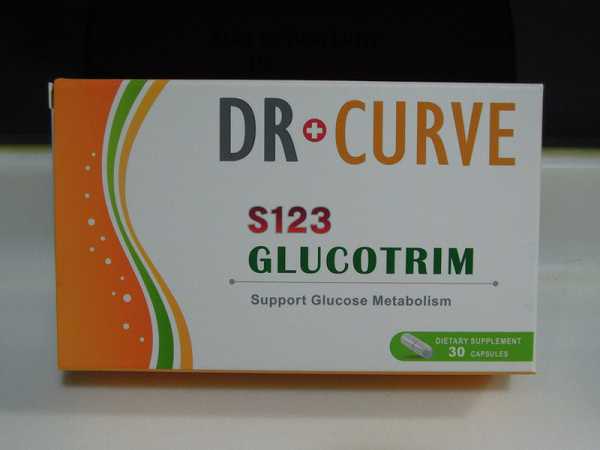 DR CURVE
S123
GLUCOTRIM
Support Glucose Metabolism
DIETARY SUPPLEMENT
30 CAPSULES